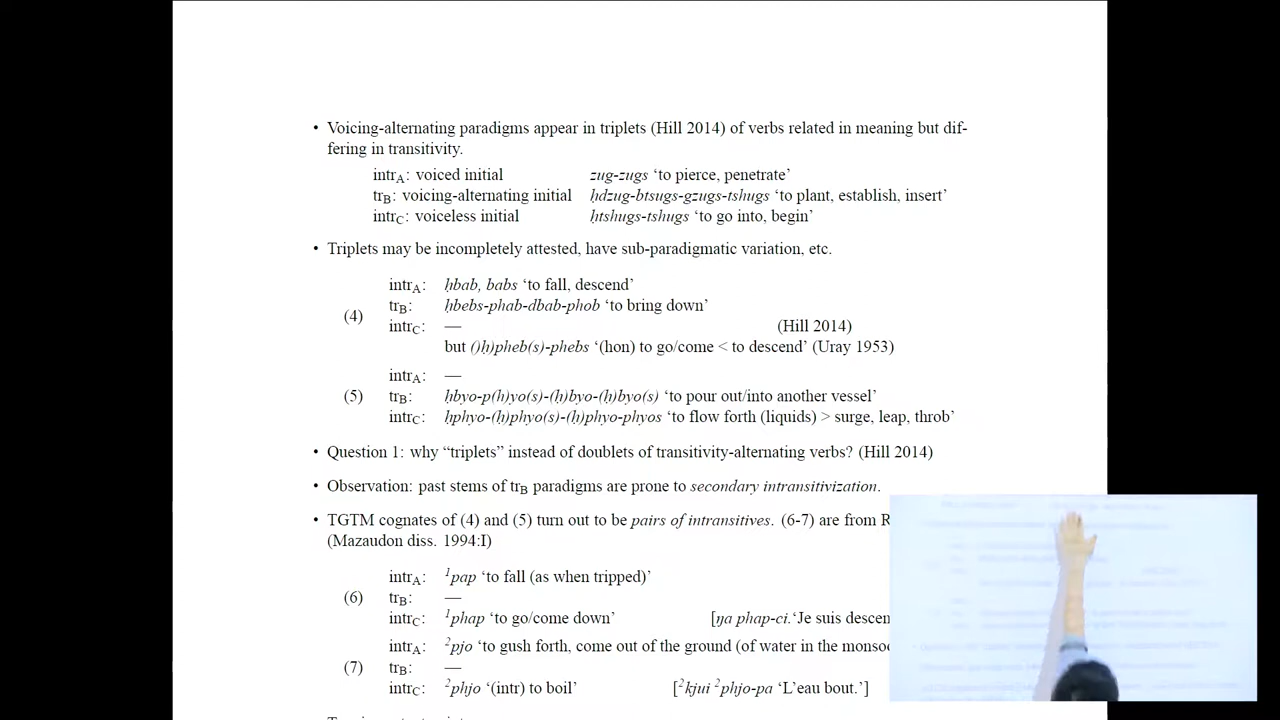 • Voicing-alternating paradigms appear in triplets (Hill 2014) of verbs related in meaning but dif-
fering in transitivity.
intrA: voiced initial zug-zugs ‘to pierce, penetrate’
trB: voicing-alternating initial ḥdzug-btsugs-gzugs-tshugs ‘to plant, establish, insert’
intrC: voiceless initial ḥtshugs-tshugs ‘to go into, begin’
• Triplets may be incompletely attested, have sub-paradigmatic variation, etc.
intrA: ḥbab, babs ‘to fall, descend’
trB: ḥbebs-phab-dbab-phob ‘to bring down’
(4)
intrC: — (Hill 2014)
but ()ḥ)pheb(s)-phebs ‘(hon) to go/come < to descend’ (Uray 1953)
intrA: —
(5) trB: ḥbyo-p(h)yo(s)-(ḥ)byo-(ḥ)byo(s) ‘to pour out/into another vessel’
intrC: ḥphyo-(ḥ)phyo(s)-(ḥ)phyo-phyos ‘to flow forth (liquids) > surge, leap, throb’
• Question 1: why “triplets” instead of doublets of transitivity-alternating verbs? (Hill 2014)
• Observation: past stems of trB paradigms are prone to secondary intransitivization.
• TGTM cognates of (4) and (5) turn out to be pairs of intransitives. (6-7) are from R
(Mazaudon diss. 1994:I)
intrA: ¹pap ‘to fall (as when tripped)’
(6) trB: —
intrC: ¹phap ‘to go/come down’ [ŋa phap-ci.‘Je suis descen
intrA: ²pjo ‘to gush forth, come out of the ground (of water in the monsoo
(7) trB: —
intrC: ²phjo ‘(intr) to boil’ [²kjui ²phjo-pa ‘L’eau bout.’]